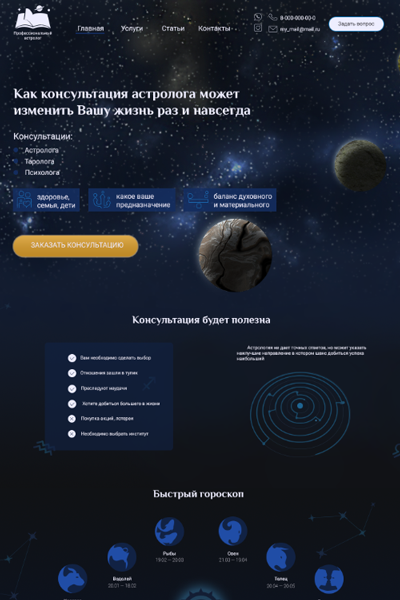 Профессиональный
астролог
Главная
Услуги
Статьи
Контакты
8-000-000-00-0
my_mail@mail.ru
Задать вопрос
Как консультация астролога может
изменить Вашу жизнь раз и навсегда
Консультации:
Астролога
Таролога
Психолога
здоровье,
семья, дети
какое ваше
предназначение
баланс духовного
и материального
ЗАКАЗАТЬ КОНСУЛЬТАЦИЮ
Консультация будет полезна
Вам необходимо сделать выбор
Отношения зашли в тупик
Преследуют неудачи
Хотите добиться большего в жизни
Покупка акций, лотереи
Необходимо выбрать институт
Астрология не дает точных ответов, но может указать
наилучшее направление в котором шанс добиться успеха
наибольший
Быстрый гороскоп
Рыбы
19.02 — 20.03
Овен
21.03 — 19.04
Водолей
20.01 — 18.02
Телец
20.04 — 20.05